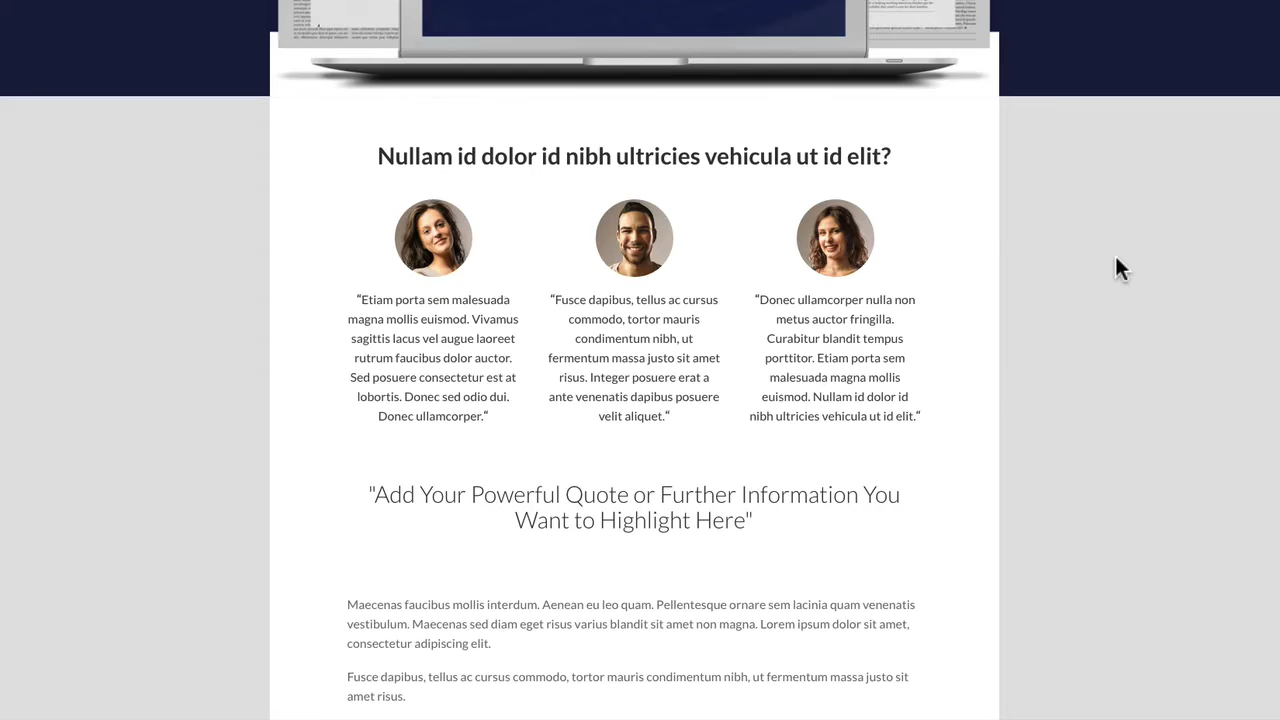 Nullam id dolor id nibh ultricies vehicula ut id elit?
“Etiam porta sem malesuada
magna mollis euismod. Vivamus
sagittis lacus vel augue laoreet
rutrum faucibus dolor auctor.
Sed posuere consectetur est at
lobortis. Donec sed odio dui.
Donec ullamcorper.“
“Fusce dapibus, tellus ac cursus
commodo, tortor mauris
condimentum nibh, ut
fermentum massa justo sit amet
risus. Integer posuere erat a
ante venenatis dapibus posuere
velit aliquet.“
“Donec ullamcorper nulla non
metus auctor fringilla.
Curabitur blandit tempus
porttitor. Etiam porta sem
malesuada magna mollis
euismod. Nullam id dolor id
nibh ultricies vehicula ut id elit.“
"Add Your Powerful Quote or Further Information You
Want to Highlight Here"
Maecenas faucibus mollis interdum. Aenean eu leo quam. Pellentesque ornare sem lacinia quam venenatis
vestibulum. Maecenas sed diam eget risus varius blandit sit amet non magna. Lorem ipsum dolor sit amet,
consectetur adipiscing elit.
Fusce dapibus, tellus ac cursus commodo, tortor mauris condimentum nibh, ut fermentum massa justo sit
amet risus.